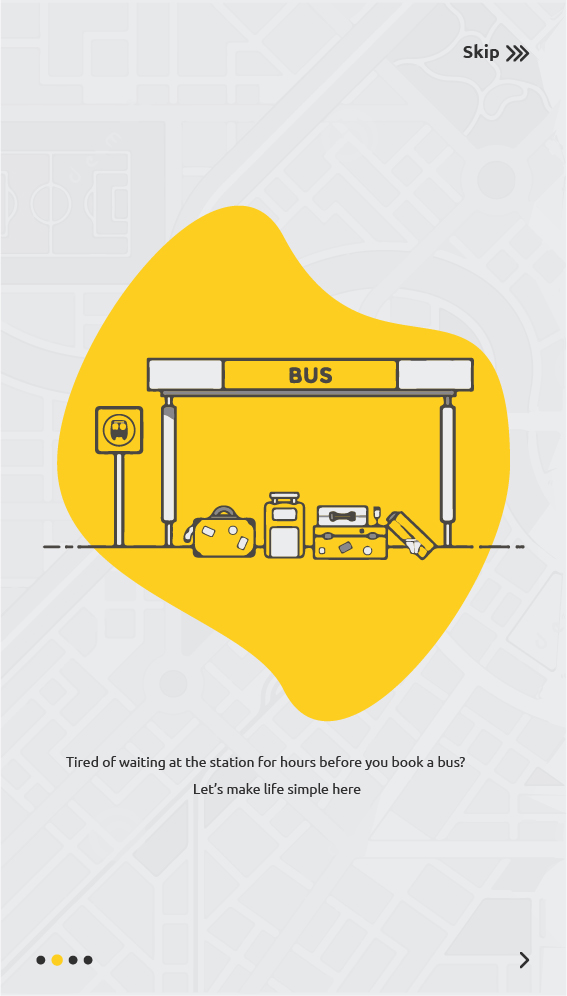 Skip
BUS
Tired of waiting at the station for hours before you book a bus?
Let’s make life simple here